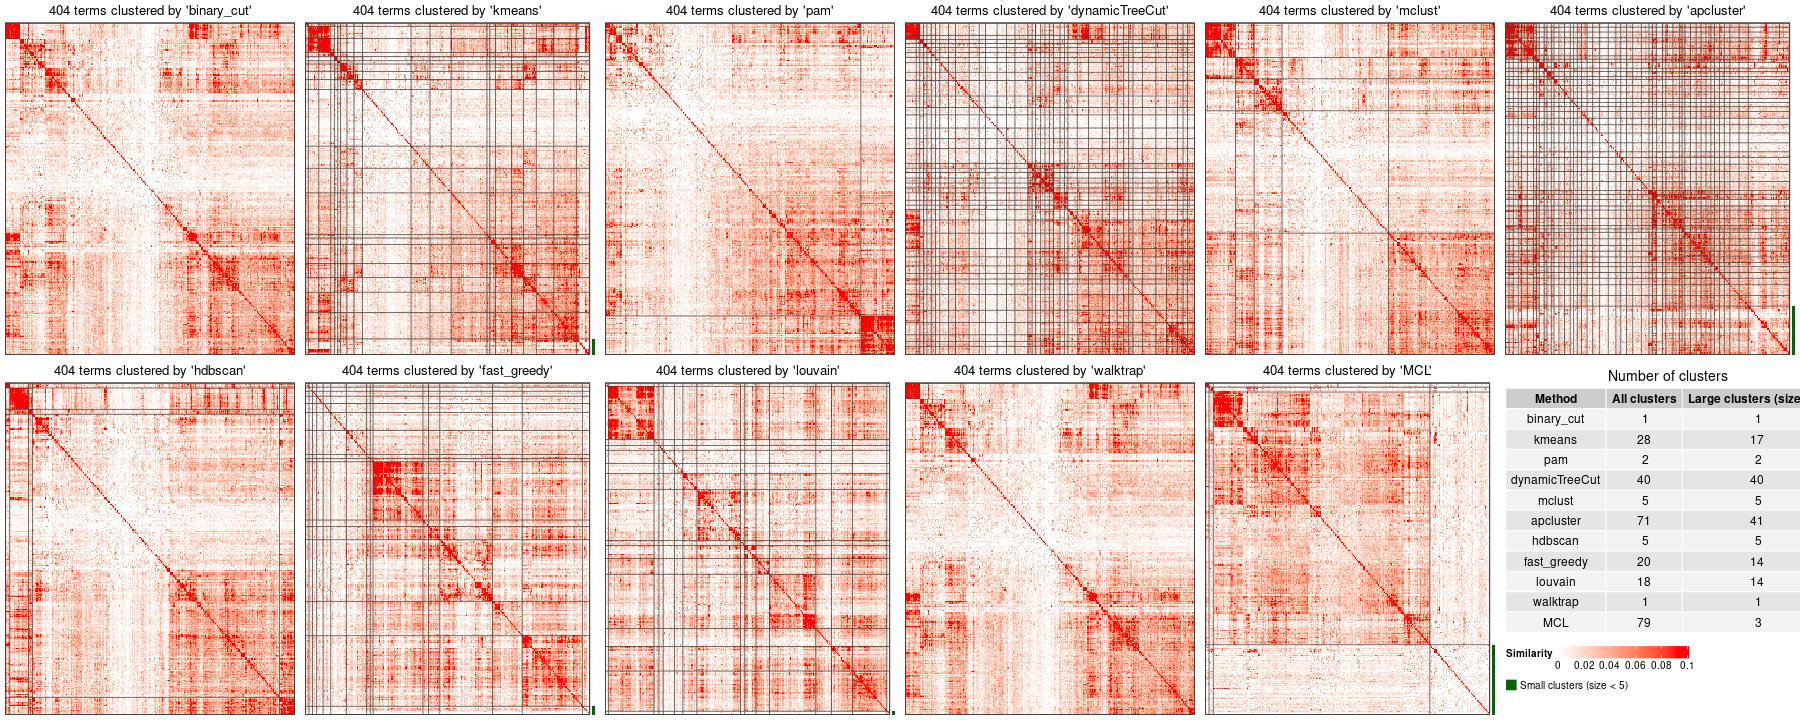 404 terms clustered by 'binary_cut'
404 terms clustered by 'kmeans'
404 terms clustered by 'pam'
404 terms clustered by 'dynamicTreeCut'
404 terms clustered by 'mclust'
404 terms clustered by 'apcluster'
404 terms clustered by 'hdbscan'
404 terms clustered by 'fast_greedy'
404 terms clustered by 'louvain'
404 terms clustered by 'walktrap'
404 terms clustered by 'MCL'
Number of clusters
Method All clusters Large clusters (size
binary_cut 1 1
kmeans 28 17
pam 2 2
dynamicTreeCut 40 40
mclust 5 5
apcluster 71 41
hdbscan 5 5
fast_greedy 20 14
louvain 18 14
walktrap 1 1
MCL 79 3
Similarity
0 0.02 0.04 0.06 0.08 0.1
Small clusters (size < 5)